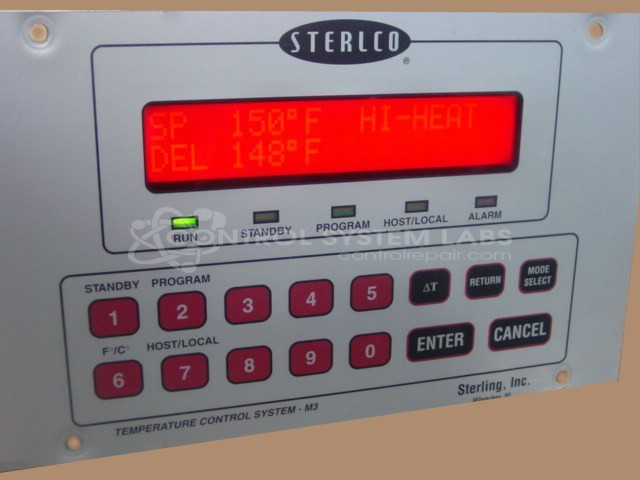 STERLCO
®
SP 150°F HI-HEAT
DEL 148°F
RUN STANDBY PROGRAM HOST/LOCAL ALARM
CONTROL SYSTEM LABS
controlrepair.com
STANDBY PROGRAM
1 2 3 4 5 ΔT RETURN MODE SELECT
F°/C° HOST/LOCAL
6 7 8 9 0 ENTER CANCEL
Sterling, Inc.
TEMPERATURE CONTROL SYSTEM - M3